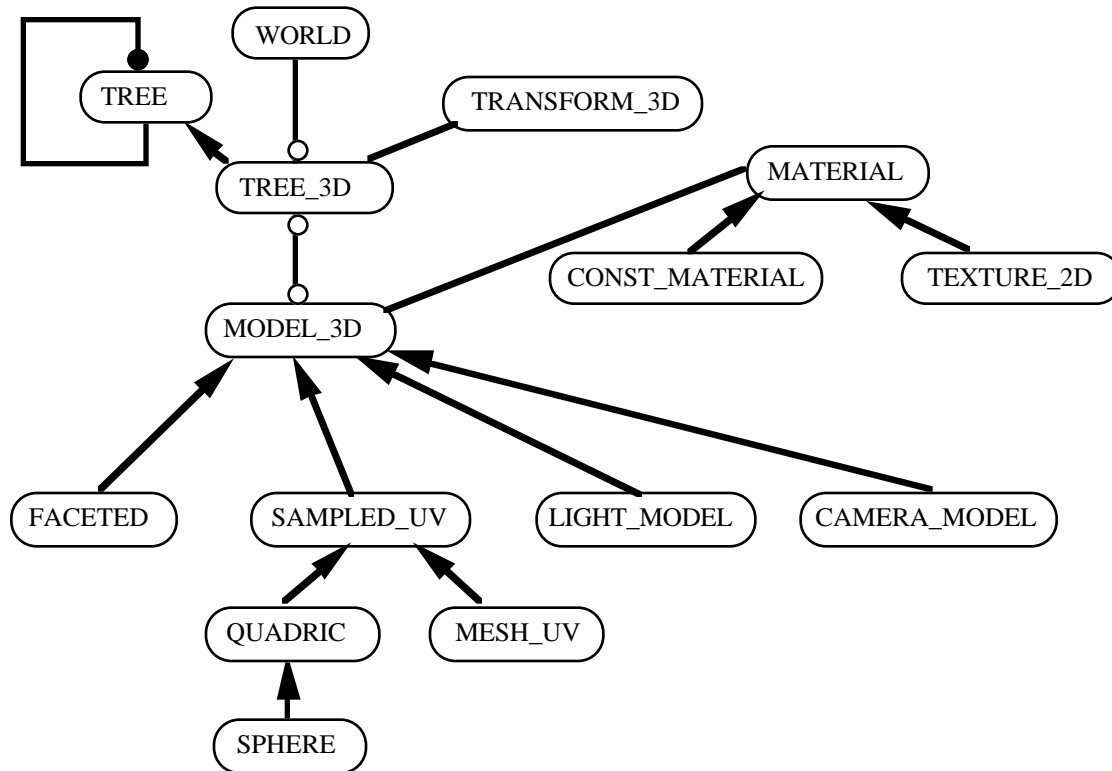 WORLD
TREE
TRANSFORM_3D
TREE_3D
MATERIAL
CONST_MATERIAL
TEXTURE_2D
MODEL_3D
FACETED
SAMPLED_UV
LIGHT_MODEL
CAMERA_MODEL
QUADRIC
MESH_UV
SPHERE